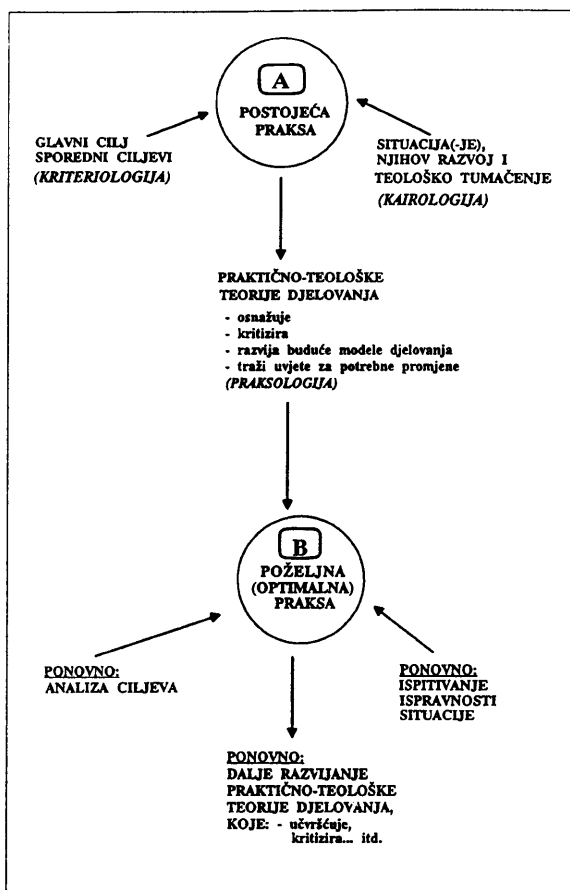 A
POSTOJEĆA
PRAKSA
GLAVNI CILJ
SPOREDNI CILJEVI
(KRITERIOLOGIJA)
SITUACIJA(-JE),
NJIHOV RAZVOJ I
TEOLOŠKO TUMAČENJE
(KAIROLOGIJA)
PRAKTIČNO-TEOLOŠKE
TEORIJE DJELOVANJA
- osnažuje
- kritizira
- razvija buduće modele djelovanja
- traži uvjete za potrebne promjene
(PRAKSOLOGIJA)
B
POŽELJNA
(OPTIMALNA)
PRAKSA
PONOVNO:
ANALIZA CILJEVA
PONOVNO:
ISPITIVANJE
ISPRAVNOSTI
SITUACIJE
PONOVNO:
DALJE RAZVIJANJE
PRAKTIČNO-TEOLOŠKE
TEORIJE DJELOVANJA,
KOJE: - učvršćuje,
kritizira... itd.